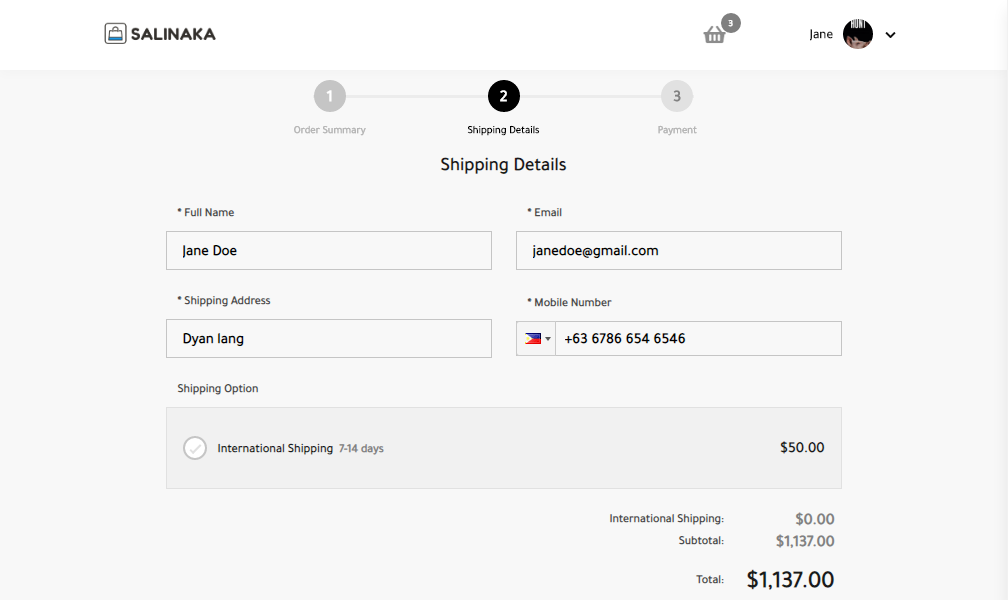 SALINAKA
3
Jane
1
2
3
Order Summary
Shipping Details
Payment
Shipping Details
* Full Name
* Email
Jane Doe
janedoe@gmail.com
* Shipping Address
* Mobile Number
Dyan lang
+63 6786 654 6546
Shipping Option
International Shipping 7-14 days
$50.00
International Shipping: $0.00
Subtotal: $1,137.00
Total: $1,137.00